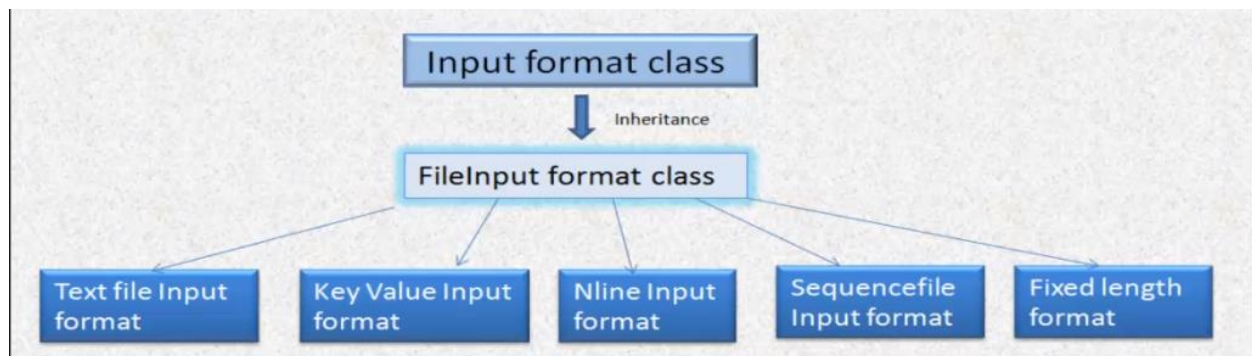 Input format class
Inheritance
FileInput format class
Text file Input
format
Key Value Input
format
Nline Input
format
Sequencefile
Input format
Fixed length
format